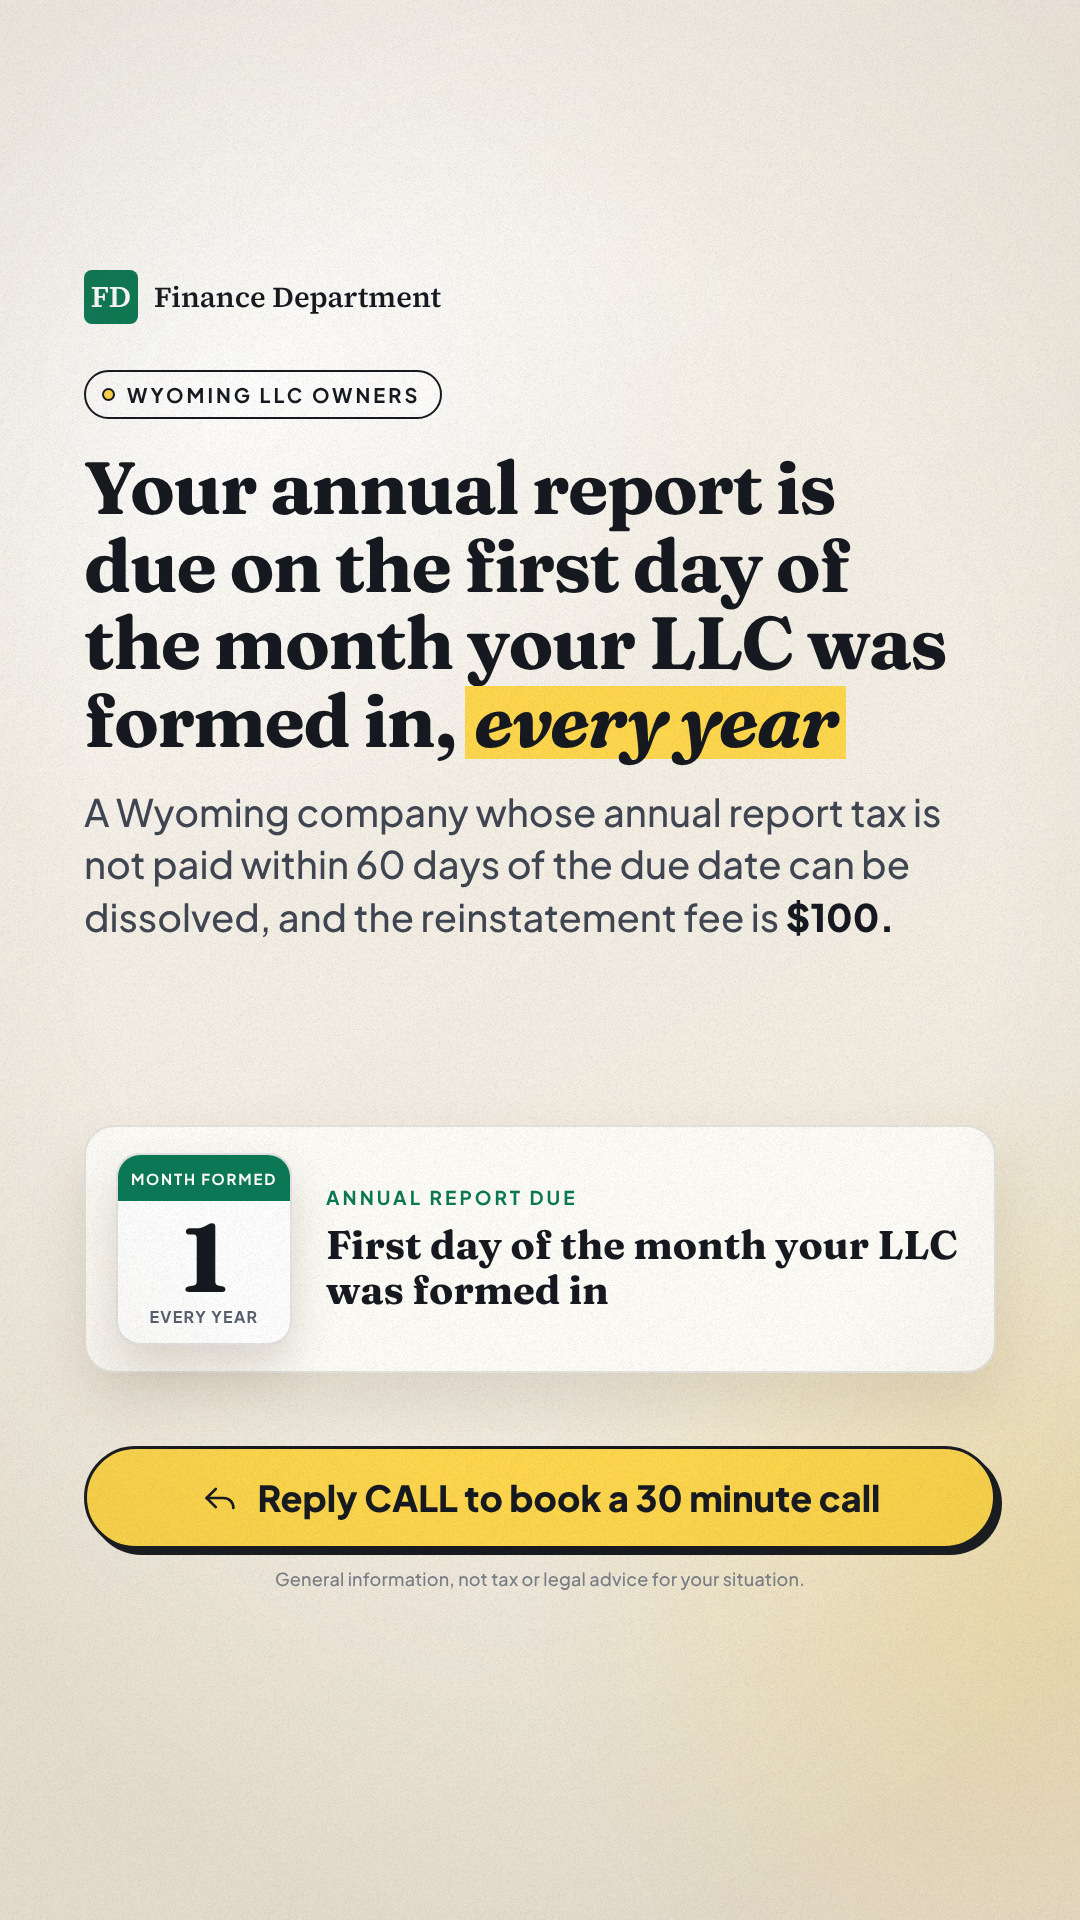 FD Finance Department
WYOMING LLC OWNERS
Your annual report is
due on the first day of
the month your LLC was
formed in, every year
A Wyoming company whose annual report tax is
not paid within 60 days of the due date can be
dissolved, and the reinstatement fee is $100.
MONTH FORMED
1
EVERY YEAR
ANNUAL REPORT DUE
First day of the month your LLC
was formed in
Reply CALL to book a 30 minute call
General information, not tax or legal advice for your situation.